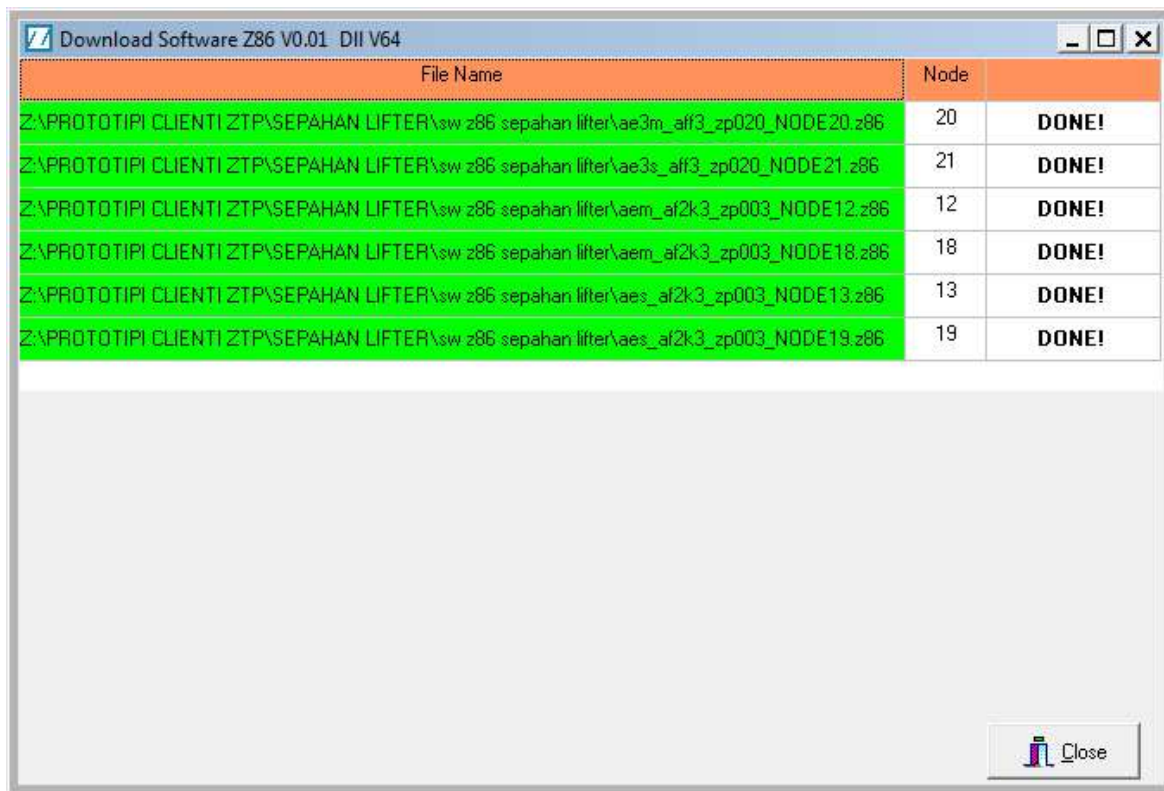 Download Software Z86 V0.01 Dll V64
File Name Node
Z:\PROTOTIPI CLIENTI ZTP\SEPAHAN LIFTER\sw z86 sepahan lifter\ae3m_aff3_zp020_NODE20.z86 20 DONE!
Z:\PROTOTIPI CLIENTI ZTP\SEPAHAN LIFTER\sw z86 sepahan lifter\ae3s_aff3_zp020_NODE21.z86 21 DONE!
Z:\PROTOTIPI CLIENTI ZTP\SEPAHAN LIFTER\sw z86 sepahan lifter\aem_af2k3_zp003_NODE12.z86 12 DONE!
Z:\PROTOTIPI CLIENTI ZTP\SEPAHAN LIFTER\sw z86 sepahan lifter\aem_af2k3_zp003_NODE18.z86 18 DONE!
Z:\PROTOTIPI CLIENTI ZTP\SEPAHAN LIFTER\sw z86 sepahan lifter\aes_af2k3_zp003_NODE13.z86 13 DONE!
Z:\PROTOTIPI CLIENTI ZTP\SEPAHAN LIFTER\sw z86 sepahan lifter\aes_af2k3_zp003_NODE19.z86 19 DONE!
Close